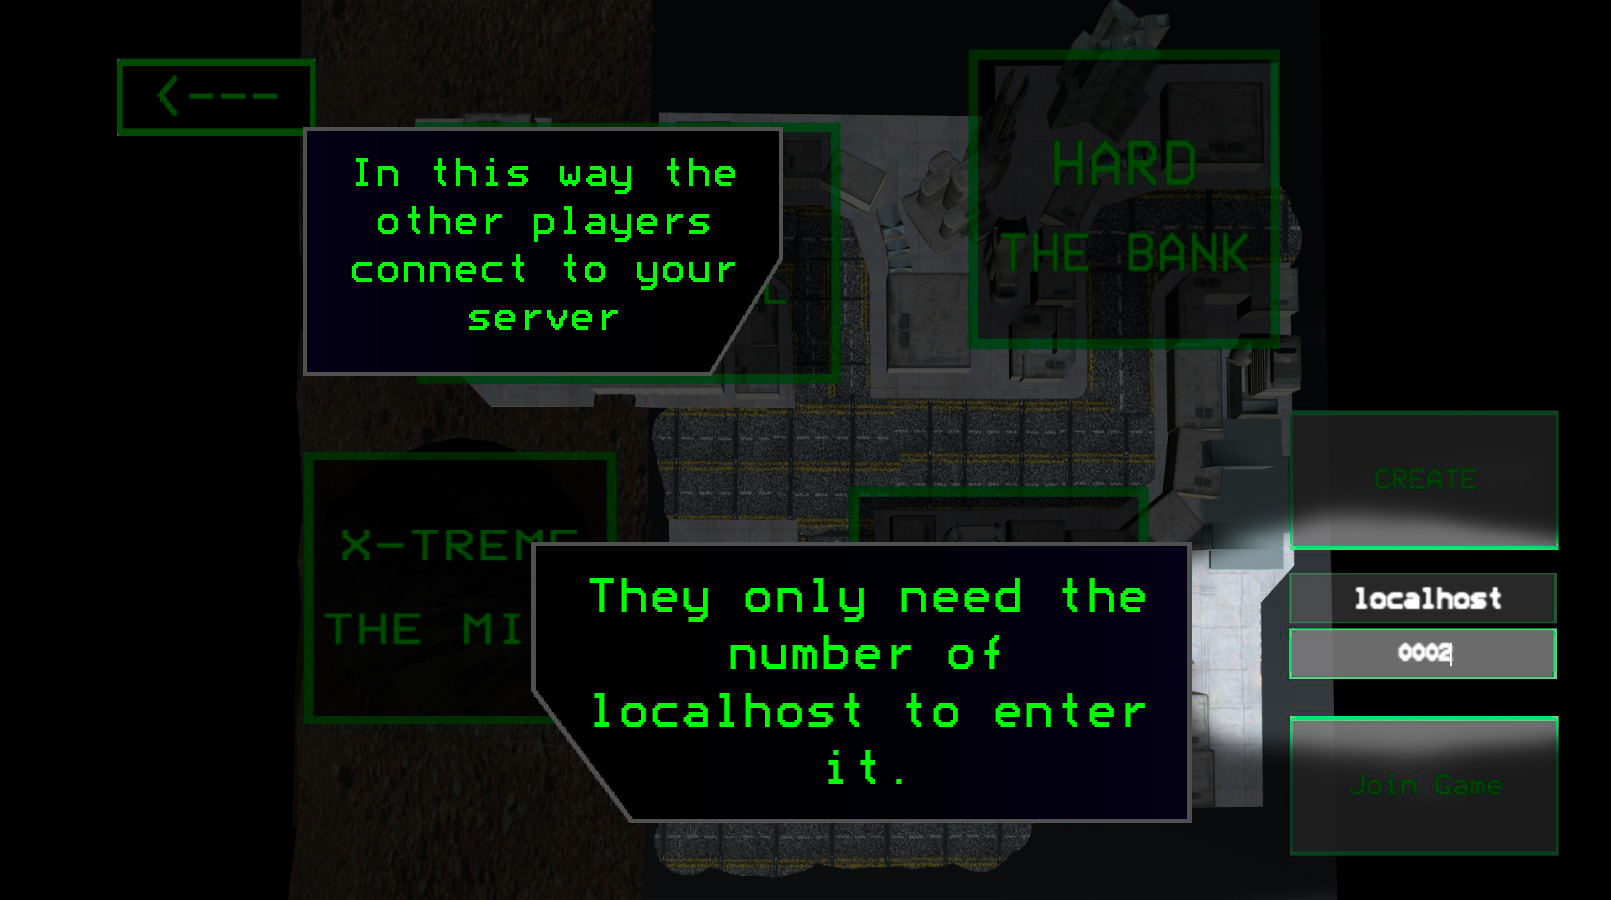 <---
In this way the
other players
connect to your
server
HARD
THE BANK
X-TREME
THE MI
CREATE
localhost
0002
They only need the
number of
localhost to enter
it.
Join Game